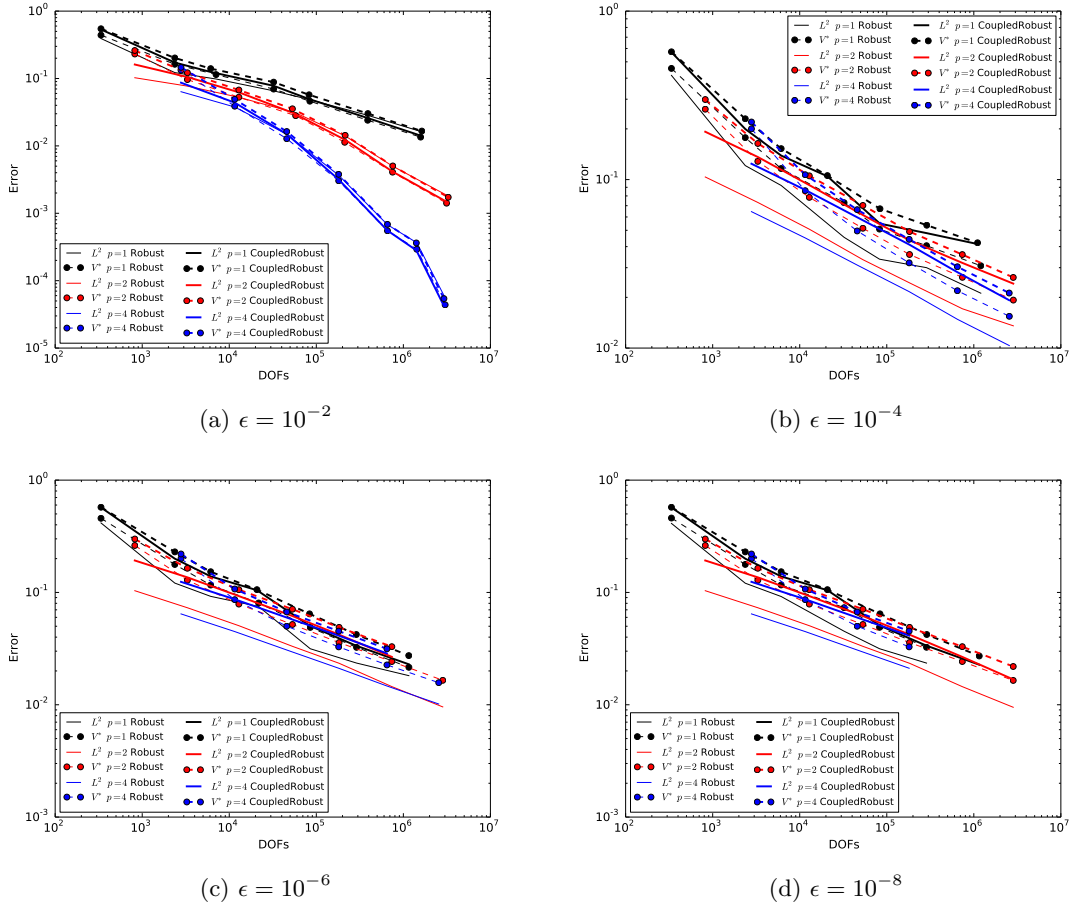 10^0
10^-1
10^-2
10^-3
10^-4
10^-5
Error
10^2 10^3 10^4 10^5 10^6 10^7
DOFs
L^2 p=1 Robust
V* p=1 Robust
L^2 p=2 Robust
V* p=2 Robust
L^2 p=4 Robust
V* p=4 Robust
L^2 p=1 CoupledRobust
V* p=1 CoupledRobust
L^2 p=2 CoupledRobust
V* p=2 CoupledRobust
L^2 p=4 CoupledRobust
V* p=4 CoupledRobust
(a) ϵ = 10^-2
10^0
10^-1
10^-2
Error
10^2 10^3 10^4 10^5 10^6 10^7
DOFs
L^2 p=1 Robust
V* p=1 Robust
L^2 p=2 Robust
V* p=2 Robust
L^2 p=4 Robust
V* p=4 Robust
L^2 p=1 CoupledRobust
V* p=1 CoupledRobust
L^2 p=2 CoupledRobust
V* p=2 CoupledRobust
L^2 p=4 CoupledRobust
V* p=4 CoupledRobust
(b) ϵ = 10^-4
10^0
10^-1
10^-2
10^-3
Error
10^2 10^3 10^4 10^5 10^6 10^7
DOFs
L^2 p=1 Robust
V* p=1 Robust
L^2 p=2 Robust
V* p=2 Robust
L^2 p=4 Robust
V* p=4 Robust
L^2 p=1 CoupledRobust
V* p=1 CoupledRobust
L^2 p=2 CoupledRobust
V* p=2 CoupledRobust
L^2 p=4 CoupledRobust
V* p=4 CoupledRobust
(c) ϵ = 10^-6
10^0
10^-1
10^-2
10^-3
Error
10^2 10^3 10^4 10^5 10^6 10^7
DOFs
L^2 p=1 Robust
V* p=1 Robust
L^2 p=2 Robust
V* p=2 Robust
L^2 p=4 Robust
V* p=4 Robust
L^2 p=1 CoupledRobust
V* p=1 CoupledRobust
L^2 p=2 CoupledRobust
V* p=2 CoupledRobust
L^2 p=4 CoupledRobust
V* p=4 CoupledRobust
(d) ϵ = 10^-8